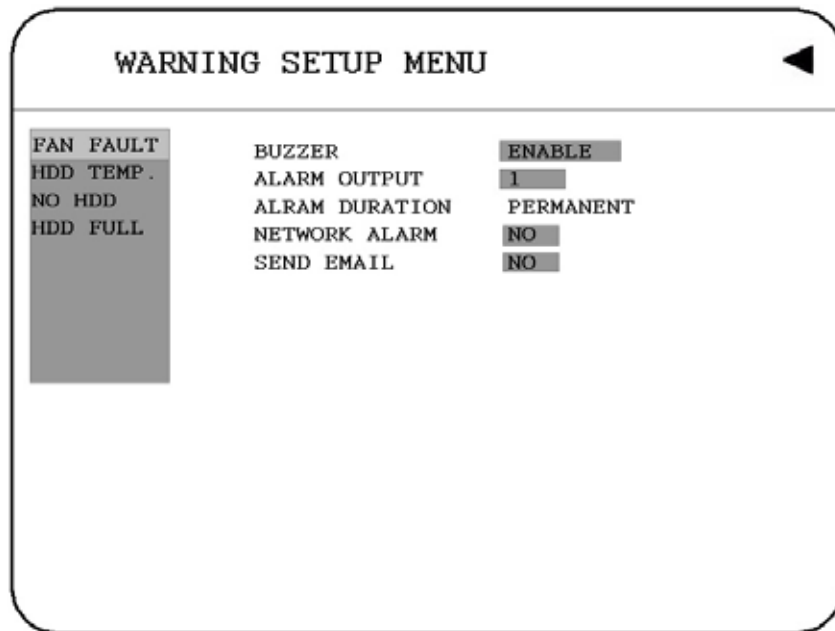 WARNING SETUP MENU
FAN FAULT
HDD TEMP.
NO HDD
HDD FULL
BUZZER ENABLE
ALARM OUTPUT 1
ALRAM DURATION PERMANENT
NETWORK ALARM NO
SEND EMAIL NO